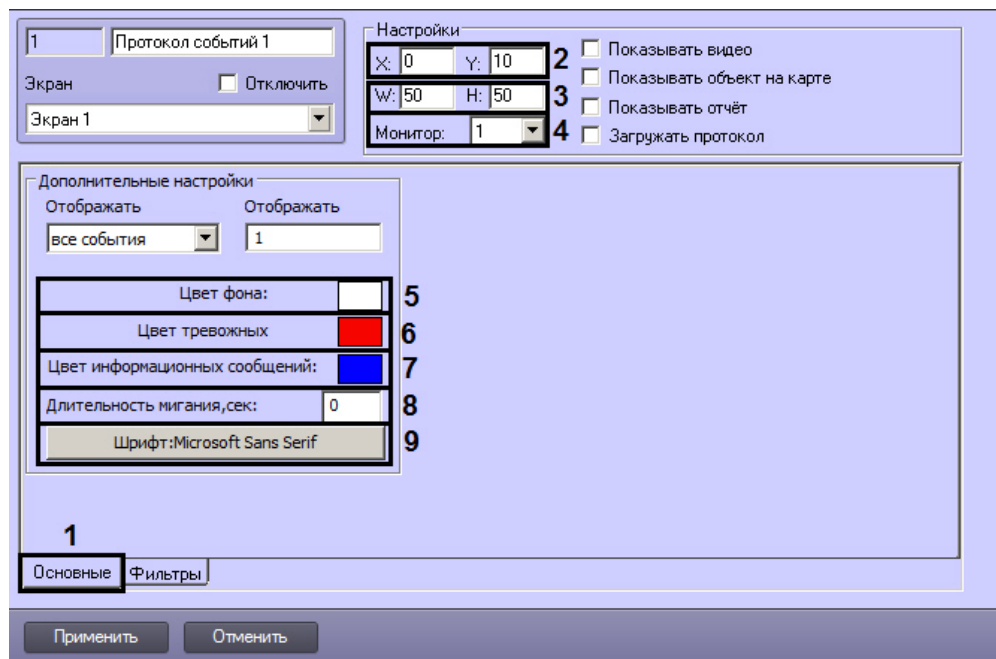 1 Протокол событий 1
Экран Отключить
Экран 1
Настройки
X: 0 Y: 10 2
W: 50 H: 50 3
Монитор: 1 4
Показывать видео
Показывать объект на карте
Показывать отчёт
Загружать протокол
Дополнительные настройки
Отображать Отображать
все события 1
Цвет фона: 5
Цвет тревожных 6
Цвет информационных сообщений: 7
Длительность мигания,сек: 0 8
Шрифт:Microsoft Sans Serif 9
1
Основные Фильтры
Применить Отменить